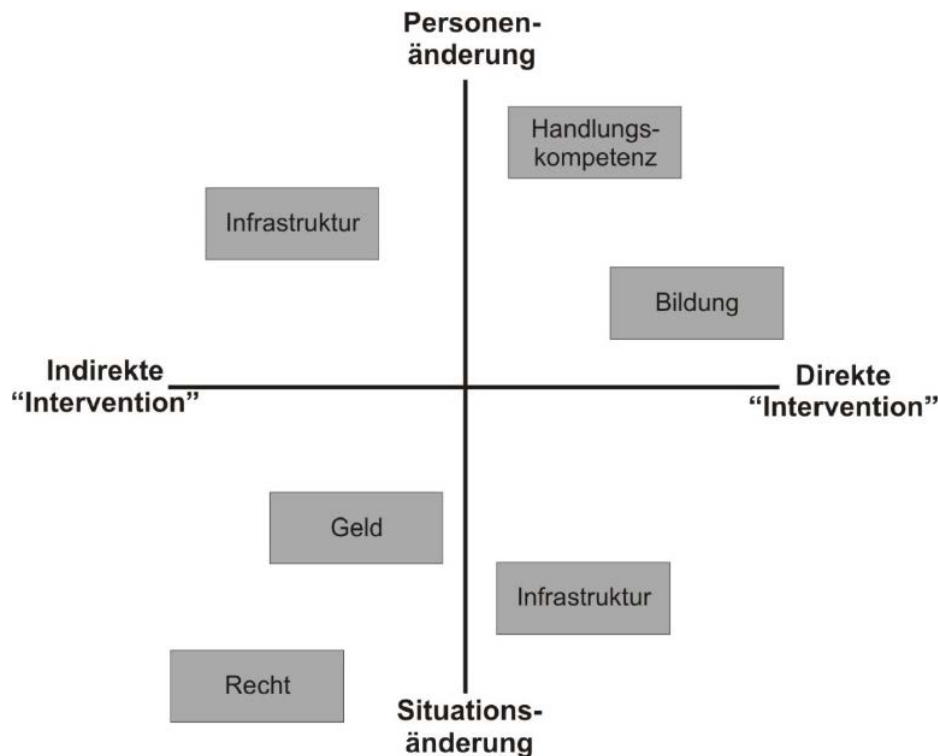 Personen-
änderung
Handlungs-
kompetenz
Infrastruktur
Bildung
Indirekte
“Intervention”
Direkte
“Intervention”
Geld
Infrastruktur
Recht
Situations-
änderung